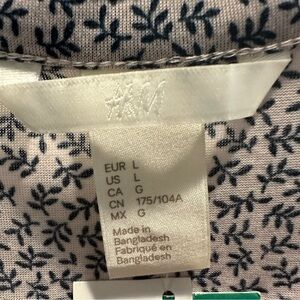 H&M
EUR L
US L
CA G
CN 175/104A
MX G
Made in
Bangladesh
Fabriqué en
Bangladesh